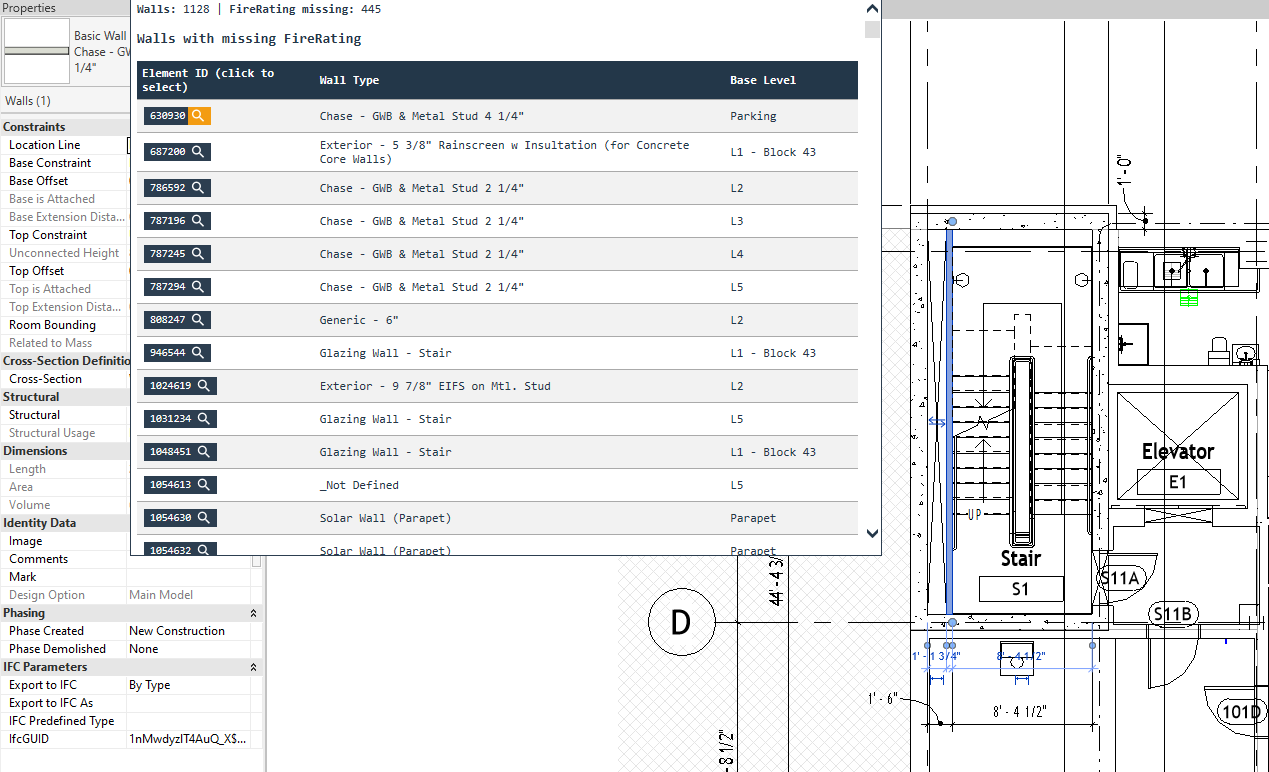 Properties
Basic Wall
Chase - GW
1/4"
Walls (1)
Constraints
Location Line
Base Constraint
Base Offset
Base is Attached
Base Extension Dista...
Top Constraint
Unconnected Height
Top Offset
Top is Attached
Top Extension Distа...
Room Bounding
Related to Mass
Cross-Section Definitio
Cross-Section
Structural
Structural
Structural Usage
Dimensions
Length
Area
Volume
Identity Data
Image
Comments
Mark
Design Option Main Model
Phasing
Phase Created New Construction
Phase Demolished None
IFC Parameters
Export to IFC By Type
Export to IFC As
IFC Predefined Type
IfcGUID 1nMwdyzIT4AuQ_X$...
Walls: 1128 | FireRating missing: 445
Walls with missing FireRating
Element ID (click to select) Wall Type Base Level
630930 Chase - GWB & Metal Stud 4 1/4" Parking
687200 Exterior - 5 3/8" Rainscreen w Insultation (for Concrete Core Walls) L1 - Block 43
786592 Chase - GWB & Metal Stud 2 1/4" L2
787196 Chase - GWB & Metal Stud 2 1/4" L3
787245 Chase - GWB & Metal Stud 2 1/4" L4
787294 Chase - GWB & Metal Stud 2 1/4" L5
808247 Generic - 6" L2
946544 Glazing Wall - Stair L1 - Block 43
1024619 Exterior - 9 7/8" EIFS on Mtl. Stud L2
1031234 Glazing Wall - Stair L5
1048451 Glazing Wall - Stair L1 - Block 43
1054613 _Not Defined L5
1054630 Solar Wall (Parapet) Parapet
1054632 Solar Wall (Parapet) Parapet
1'-0"
Elevator
E1
UP
Stair
S1
S11A
S11B
44'-4 3/
D
1' - 1 3/4"
8' - 4 1/2"
1' - 6"
8' - 4 1/2"
101D
- 8 1/2"